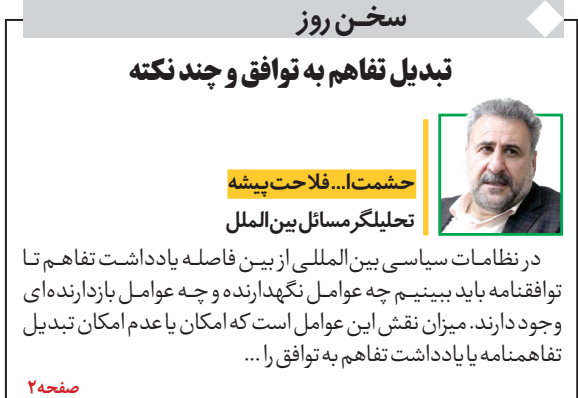 سخن روز
تبدیل تفاهم به توافق و چند نکته
حشمت‌ا... فلاحت‌پیشه
تحلیلگر مسائل بین‌الملل
در نظامات سیاسی بین‌المللی از بین فاصله یادداشت تفاهم تا
توافقنامه باید ببینیم چه عوامل نگهدارنده و چه عوامل بازدارنده‌ای
وجود دارند. میزان نقش این عوامل است که امکان یا عدم امکان تبدیل
تفاهمنامه یا یادداشت تفاهم به توافق را ...
صفحه۲